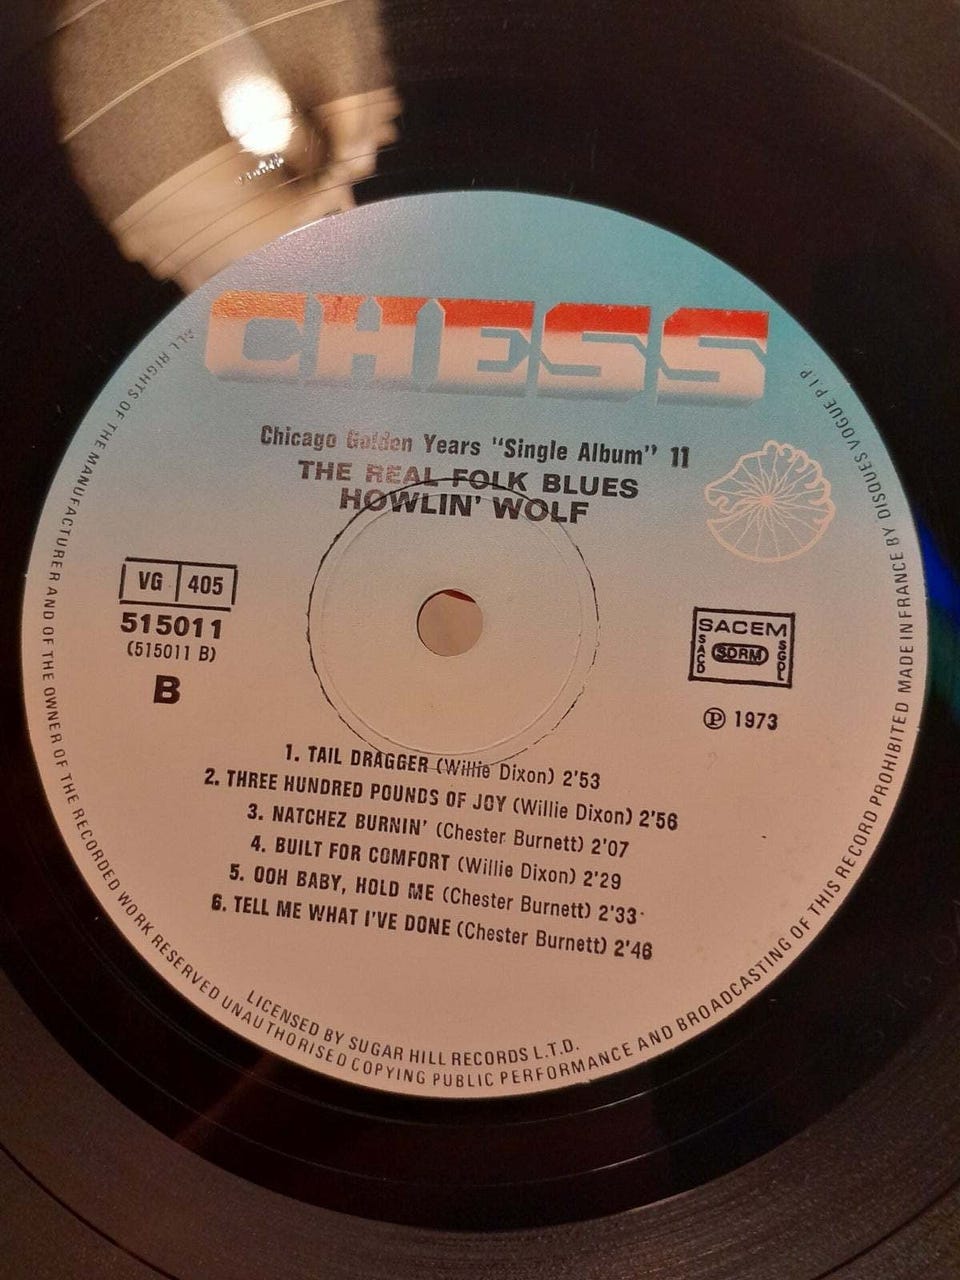 CHESS
Chicago Golden Years "Single Album" 11
THE REAL FOLK BLUES
HOWLIN' WOLF
VG 405
515011
(515011 B)
B
SACEM
SACD SDRM SGDL
℗ 1973
1. TAIL DRAGGER (Willie Dixon) 2'53
2. THREE HUNDRED POUNDS OF JOY (Willie Dixon) 2'56
3. NATCHEZ BURNIN' (Chester Burnett) 2'07
4. BUILT FOR COMFORT (Willie Dixon) 2'29
5. OOH BABY, HOLD ME (Chester Burnett) 2'33
6. TELL ME WHAT I'VE DONE (Chester Burnett) 2'46
LICENSED BY SUGAR HILL RECORDS L.T.D.
ALL RIGHTS OF THE MANUFACTURER AND OF THE OWNER OF THE RECORDED WORK RESERVED UNAUTHORISED COPYING PUBLIC PERFORMANCE AND BROADCASTING OF THIS RECORD PROHIBITED MADE IN FRANCE BY DISQUES VOGUE P.I.P